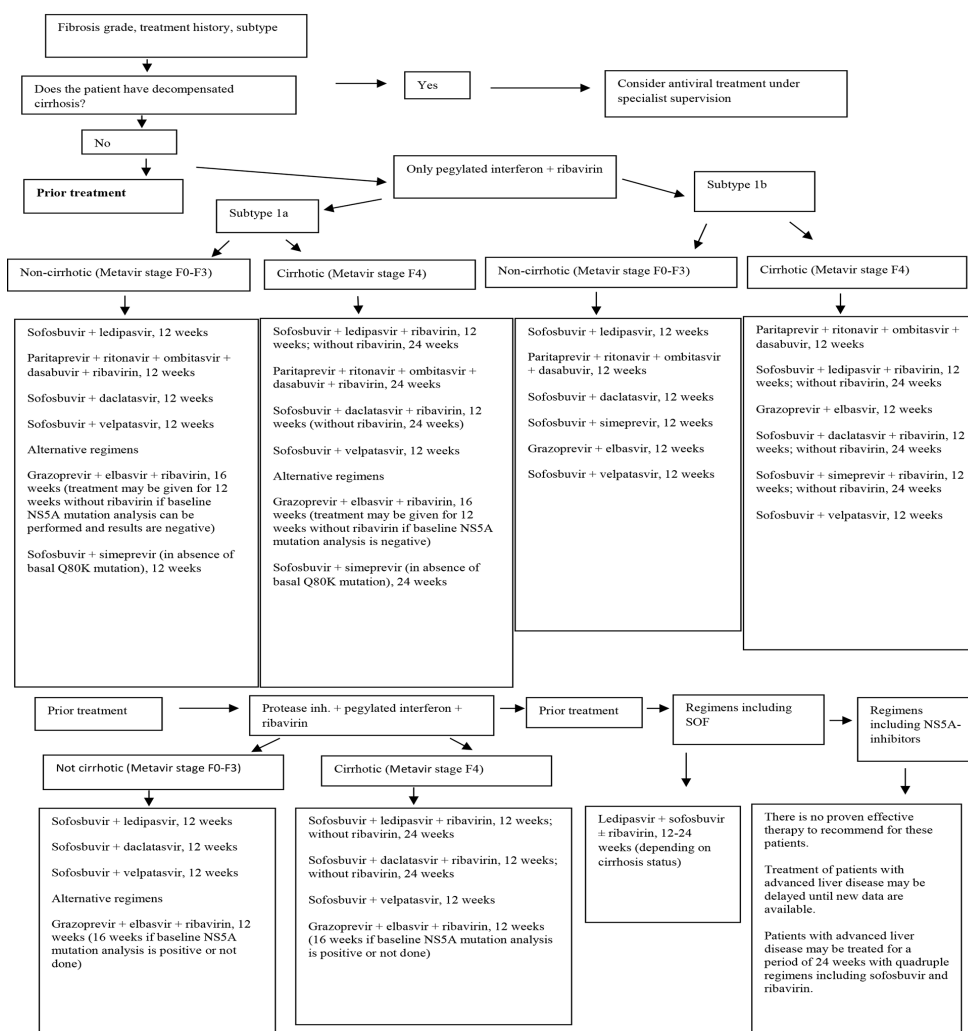 Fibrosis grade, treatment history, subtype
Does the patient have decompensated
cirrhosis?
Yes
Consider antiviral treatment under
specialist supervision
No
Prior treatment
Only pegylated interferon + ribavirin
Subtype 1a
Subtype 1b
Non-cirrhotic (Metavir stage F0-F3)
Cirrhotic (Metavir stage F4)
Non-cirrhotic (Metavir stage F0-F3)
Cirrhotic (Metavir stage F4)
Sofosbuvir + ledipasvir, 12 weeks
Paritaprevir + ritonavir + ombitasvir +
dasabuvir + ribavirin, 12 weeks
Sofosbuvir + daclatasvir, 12 weeks
Sofosbuvir + velpatasvir, 12 weeks
Alternative regimens
Grazoprevir + elbasvir + ribavirin, 16
weeks (treatment may be given for 12
weeks without ribavirin if baseline
NS5A mutation analysis can be
performed and results are negative)
Sofosbuvir + simeprevir (in absence of
basal Q80K mutation), 12 weeks
Sofosbuvir + ledipasvir + ribavirin, 12
weeks; without ribavirin, 24 weeks
Paritaprevir + ritonavir + ombitasvir +
dasabuvir + ribavirin, 24 weeks
Sofosbuvir + daclatasvir + ribavirin, 12
weeks (without ribavirin, 24 weeks)
Sofosbuvir + velpatasvir, 12 weeks
Alternative regimens
Grazoprevir + elbasvir + ribavirin, 16
weeks (treatment may be given for 12
weeks without ribavirin if baseline NS5A
mutation analysis is negative)
Sofosbuvir + simeprevir (in absence of
basal Q80K mutation), 24 weeks
Sofosbuvir + ledipasvir, 12 weeks
Paritaprevir + ritonavir + ombitasvir
+ dasabuvir, 12 weeks
Sofosbuvir + daclatasvir, 12 weeks
Sofosbuvir + simeprevir, 12 weeks
Grazoprevir + elbasvir, 12 weeks
Sofosbuvir + velpatasvir, 12 weeks
Paritaprevir + ritonavir + ombitasvir +
dasabuvir, 12 weeks
Sofosbuvir + ledipasvir + ribavirin, 12
weeks; without ribavirin, 24 weeks
Grazoprevir + elbasvir, 12 weeks
Sofosbuvir + daclatasvir + ribavirin, 12
weeks; without ribavirin, 24 weeks
Sofosbuvir + simeprevir + ribavirin, 12
weeks; without ribavirin, 24 weeks
Sofosbuvir + velpatasvir, 12 weeks
Prior treatment
Protease inh. + pegylated interferon +
ribavirin
Prior treatment
Regimens including
SOF
Regimens
including NS5A-
inhibitors
Not cirrhotic (Metavir stage F0-F3)
Cirrhotic (Metavir stage F4)
Sofosbuvir + ledipasvir, 12 weeks
Sofosbuvir + daclatasvir, 12 weeks
Sofosbuvir + velpatasvir, 12 weeks
Alternative regimens
Grazoprevir + elbasvir + ribavirin, 12
weeks (16 weeks if baseline NS5A
mutation analysis is positive or not
done)
Sofosbuvir + ledipasvir + ribavirin, 12 weeks;
without ribavirin, 24 weeks
Sofosbuvir + daclatasvir + ribavirin, 12 weeks;
without ribavirin, 24 weeks
Sofosbuvir + velpatasvir, 12 weeks
Grazoprevir + elbasvir + ribavirin, 12 weeks
(16 weeks if baseline NS5A mutation analysis
is positive or not done)
Ledipasvir + sofosbuvir
± ribavirin, 12-24
weeks (depending on
cirrhosis status)
There is no proven effective
therapy to recommend for these
patients.
Treatment of patients with
advanced liver disease may be
delayed until new data are
available.
Patients with advanced liver
disease may be treated for a
period of 24 weeks with quadruple
regimens including sofosbuvir and
ribavirin.